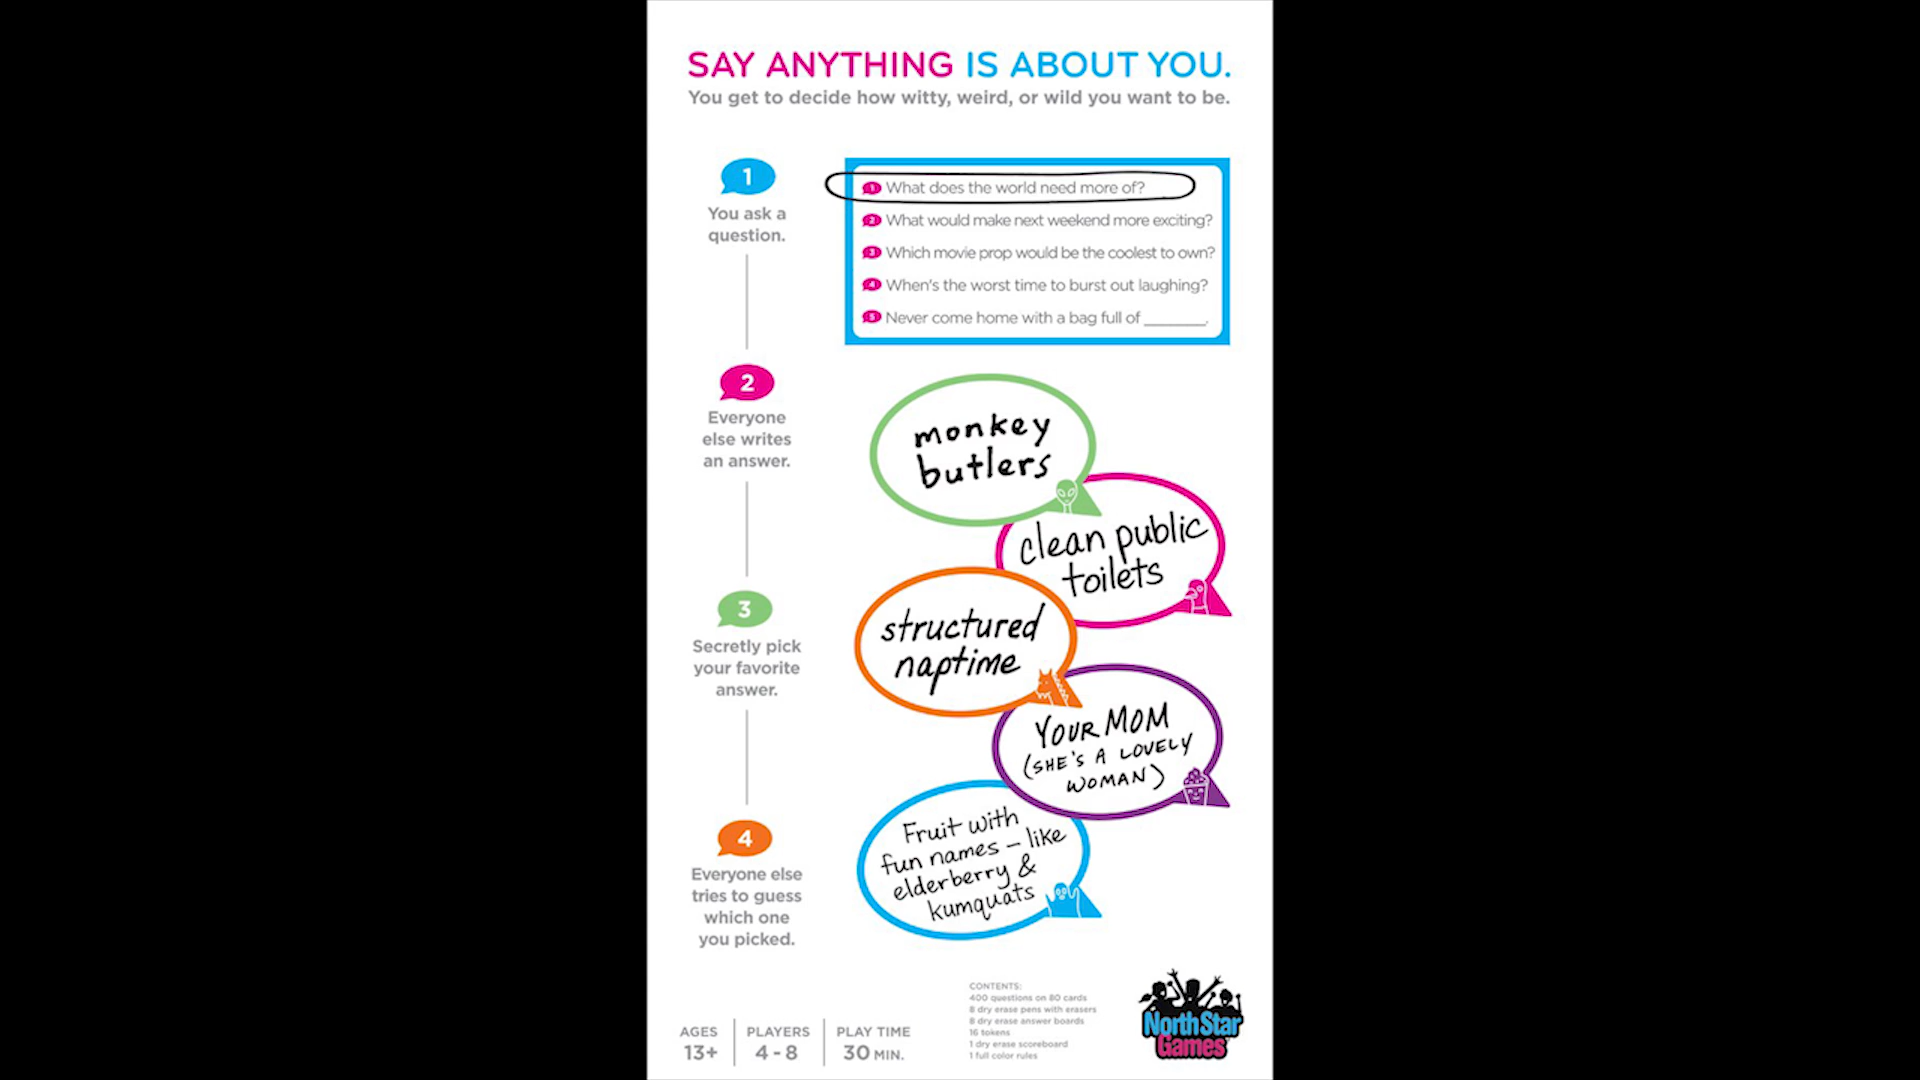 SAY ANYTHING IS ABOUT YOU.
You get to decide how witty, weird, or wild you want to be.
1
You ask a
question.
1 What does the world need more of?
2 What would make next weekend more exciting?
3 Which movie prop would be the coolest to own?
4 When's the worst time to burst out laughing?
5 Never come home with a bag full of ______.
2
Everyone
else writes
an answer.
monkey
butlers
clean public
toilets
3
Secretly pick
your favorite
answer.
structured
naptime
YOUR MOM
(SHE'S A LOVELY
WOMAN)
4
Everyone else
tries to guess
which one
you picked.
Fruit with
fun names – like
elderberry &
kumquats
AGES
13+
PLAYERS
4 - 8
PLAY TIME
30 MIN.
CONTENTS:
400 questions on 80 cards
8 dry erase pens with erasers
8 dry erase answer boards
16 tokens
1 dry erase scoreboard
1 full color rules
NorthStar
Games